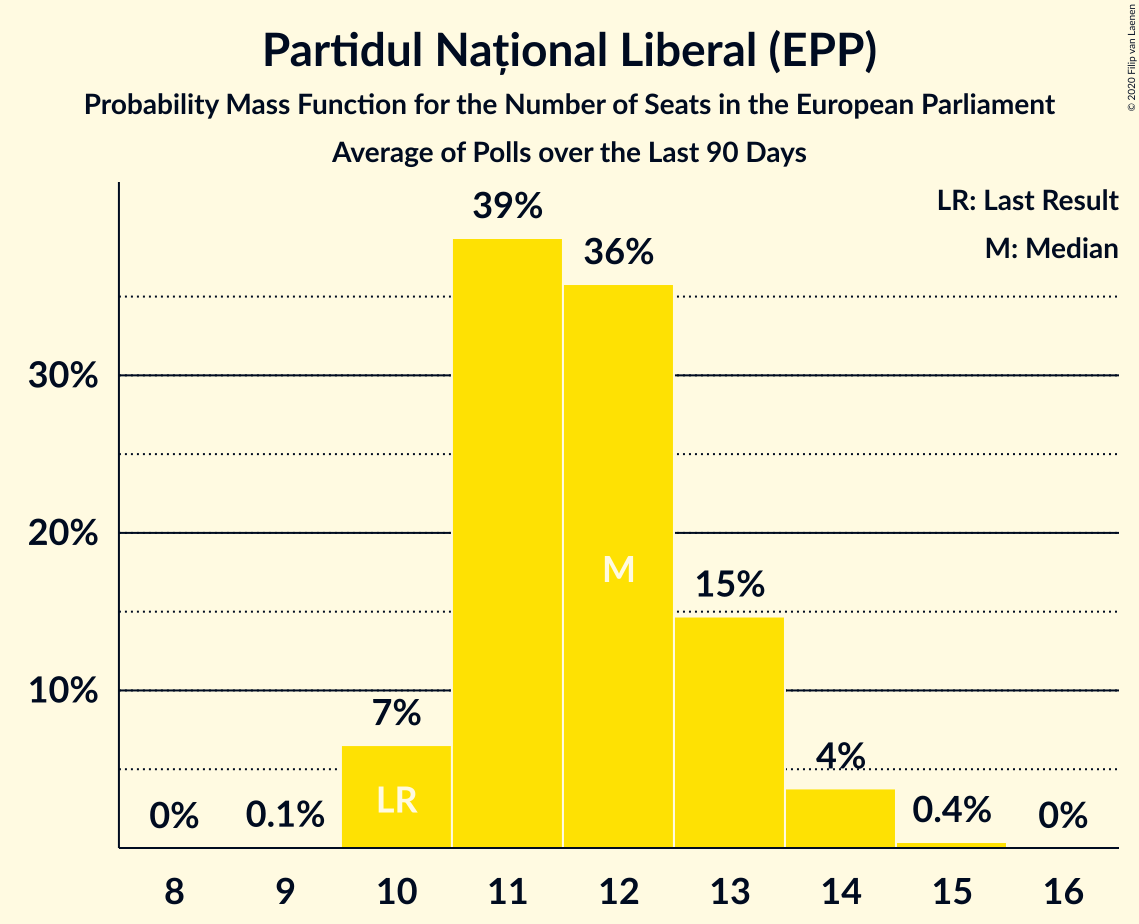 Partidul Național Liberal (EPP)
Probability Mass Function for the Number of Seats in the European Parliament
Average of Polls over the Last 90 Days
© 2020 Filip van Laenen
LR: Last Result
M: Median
39%
36%
30%
20%
M
15%
10%
7%
4%
LR
0%
0.1%
0.4%
0%
8 9 10 11 12 13 14 15 16